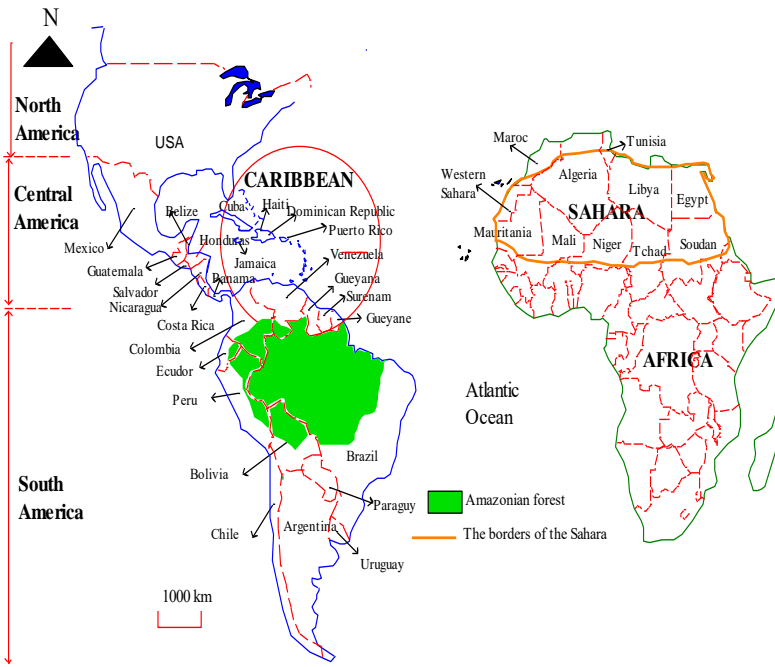 N
North
America
USA
Central
America
CARIBBEAN
Belize
Cuba
Haiti
Dominican Republic
Puerto Rico
Mexico
Honduras
Jamaica
Venezuela
Guatemala
Panama
Gueyana
Salvador
Surenam
Nicaragua
Gueyane
Costa Rica
Colombia
Ecudor
Peru
Brazil
Bolivia
South
America
Paraguy
Chile
Argentina
Uruguay
1000 km
Maroc
Tunisia
Western
Sahara
Algeria
Libya
Egypt
SAHARA
Mauritania
Mali
Niger
Tchad
Soudan
AFRICA
Atlantic
Ocean
Amazonian forest
The borders of the Sahara